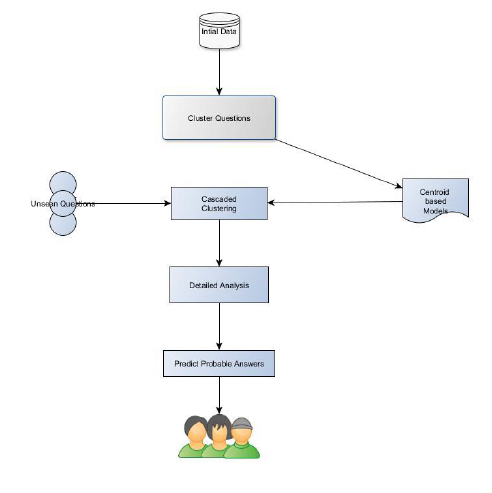 Intial Data
Cluster Questions
Centroid
based
Models
Unseen Questions
Cascaded
Clustering
Detailed Analysis
Predict Probable Answers